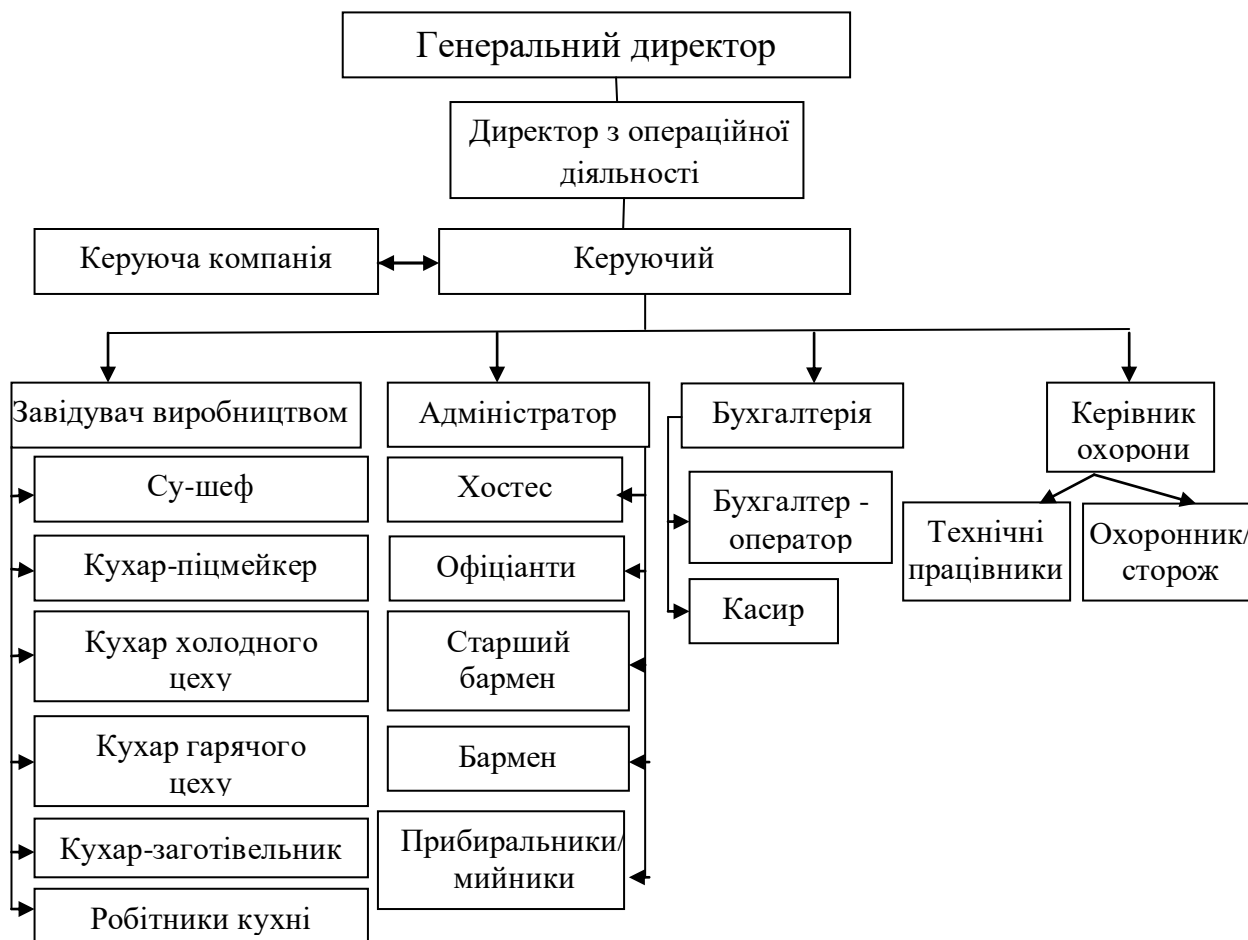 Генеральний директор
Директор з операційної
діяльності
Керуюча компанія
Керуючий
Завідувач виробництвом
Адміністратор
Бухгалтерія
Керівник
охорони
Су-шеф
Кухар-піцмейкер
Кухар холодного
цеху
Кухар гарячого
цеху
Кухар-заготівельник
Робітники кухні
Хостес
Офіціанти
Старший
бармен
Бармен
Прибиральники/
мийники
Бухгалтер -
оператор
Касир
Технічні
працівники
Охоронник/
сторож